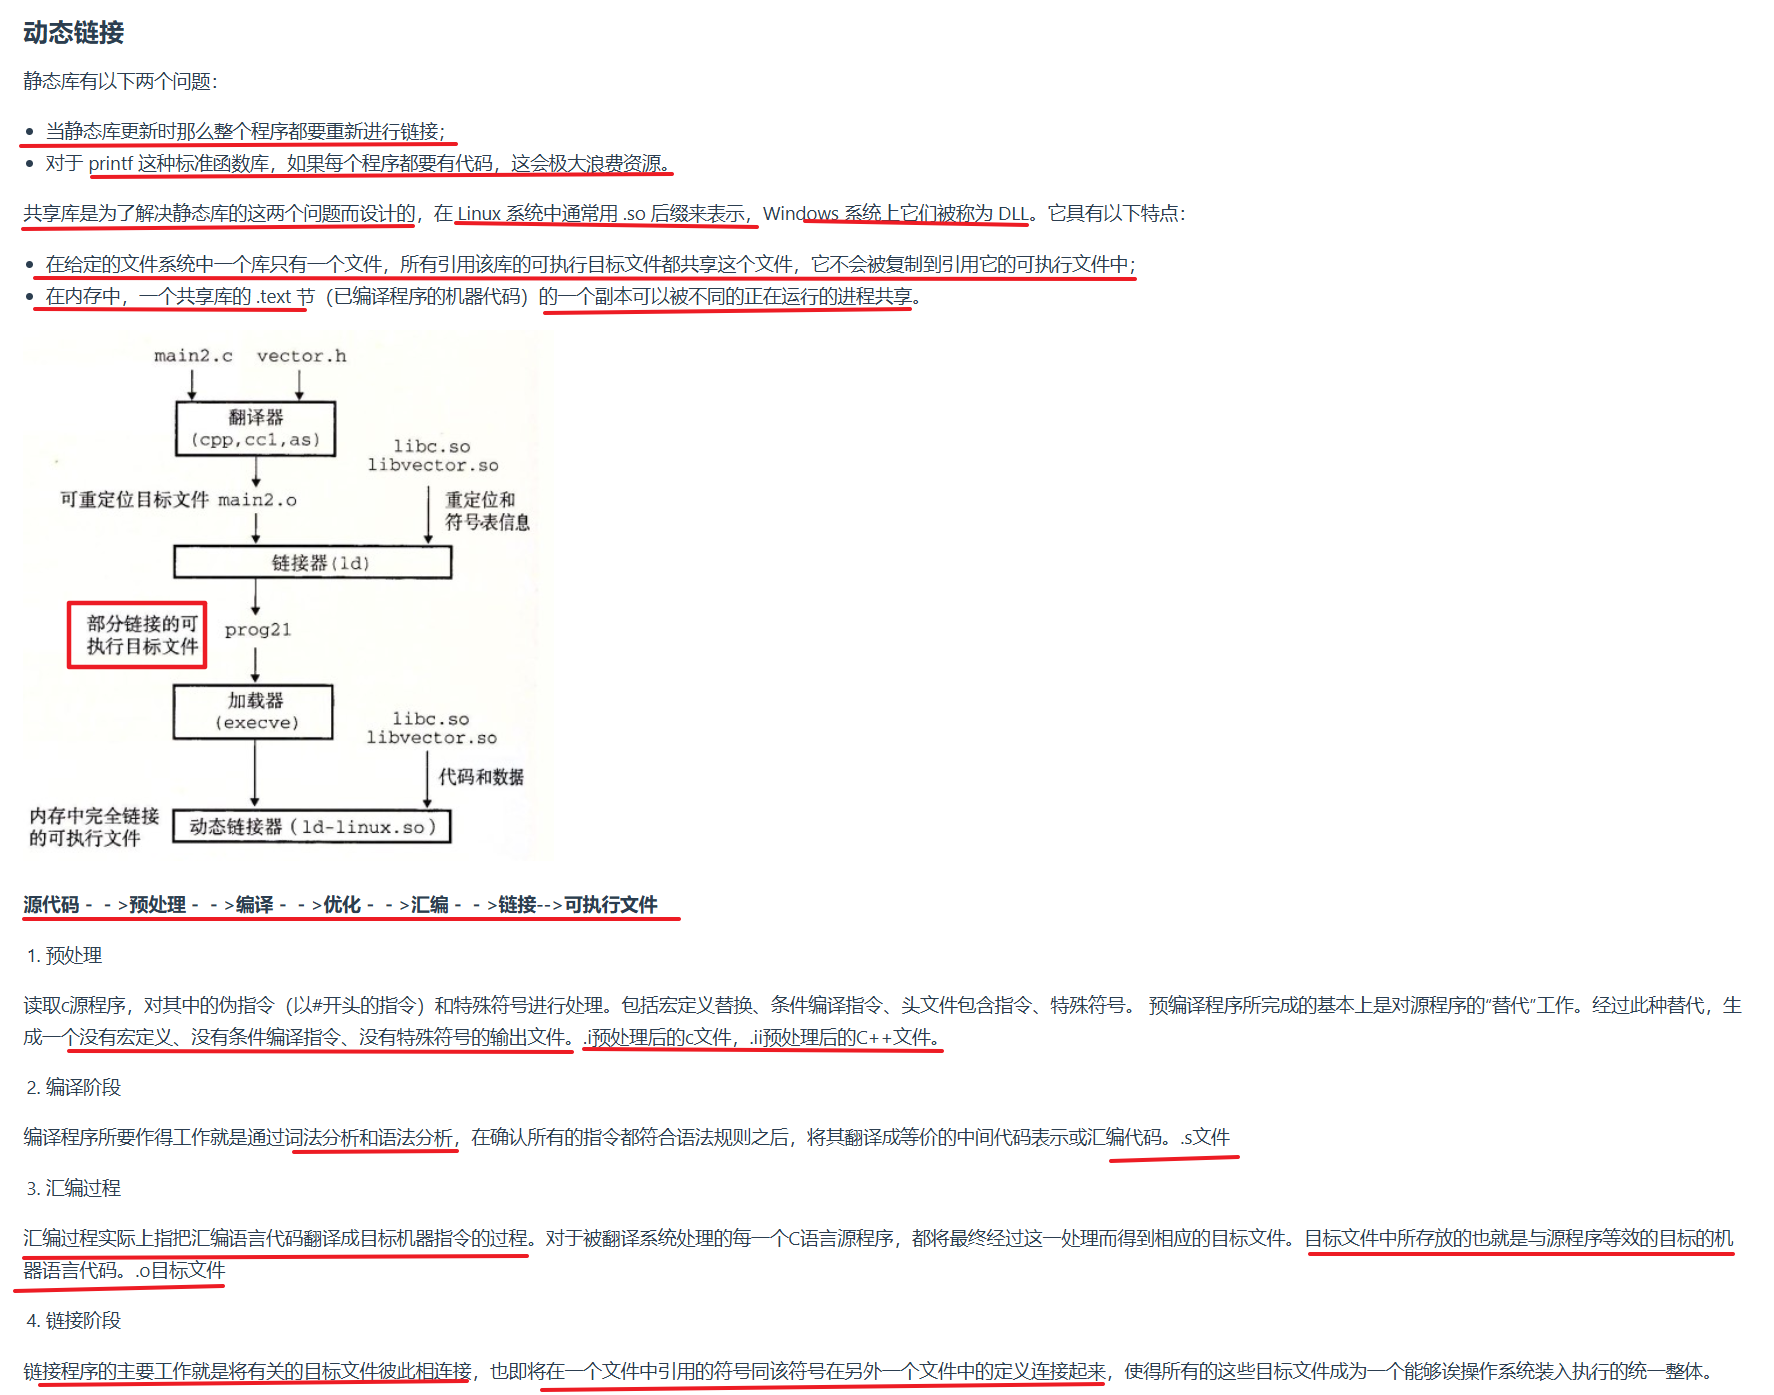 动态链接
静态库有以下两个问题：
当静态库更新时那么整个程序都要重新进行链接；
对于 printf 这种标准函数库，如果每个程序都要有代码，这会极大浪费资源。
共享库是为了解决静态库的这两个问题而设计的，在 Linux 系统中通常用 .so 后缀来表示，Windows 系统上它们被称为 DLL。它具有以下特点：
在给定的文件系统中一个库只有一个文件，所有引用该库的可执行目标文件都共享这个文件，它不会被复制到引用它的可执行文件中；
在内存中，一个共享库的 .text 节（已编译程序的机器代码）的一个副本可以被不同的正在运行的进程共享。
main2.c vector.h
翻译器
(cpp,cc1,as)
libc.so
libvector.so
可重定位目标文件 main2.o
重定位和
符号表信息
链接器(ld)
部分链接的可
执行目标文件
prog21
加载器
(execve)
libc.so
libvector.so
代码和数据
内存中完全链接
的可执行文件
动态链接器(ld-linux.so)
源代码－－>预处理－－>编译－－>优化－－>汇编－－>链接-->可执行文件
1. 预处理
读取c源程序，对其中的伪指令（以#开头的指令）和特殊符号进行处理。包括宏定义替换、条件编译指令、头文件包含指令、特殊符号。 预编译程序所完成的基本上是对源程序的“替代”工作。经过此种替代，生
成一个没有宏定义、没有条件编译指令、没有特殊符号的输出文件。.i预处理后的c文件，.ii预处理后的C++文件。
2. 编译阶段
编译程序所要作得工作就是通过词法分析和语法分析，在确认所有的指令都符合语法规则之后，将其翻译成等价的中间代码表示或汇编代码。.s文件
3. 汇编过程
汇编过程实际上指把汇编语言代码翻译成目标机器指令的过程。对于被翻译系统处理的每一个C语言源程序，都将最终经过这一处理而得到相应的目标文件。目标文件中所存放的也就是与源程序等效的目标的机
器语言代码。.o目标文件
4. 链接阶段
链接程序的主要工作就是将有关的目标文件彼此相连接，也即将在一个文件中引用的符号同该符号在另外一个文件中的定义连接起来，使得所有的这些目标文件成为一个能够诶操作系统装入执行的统一整体。